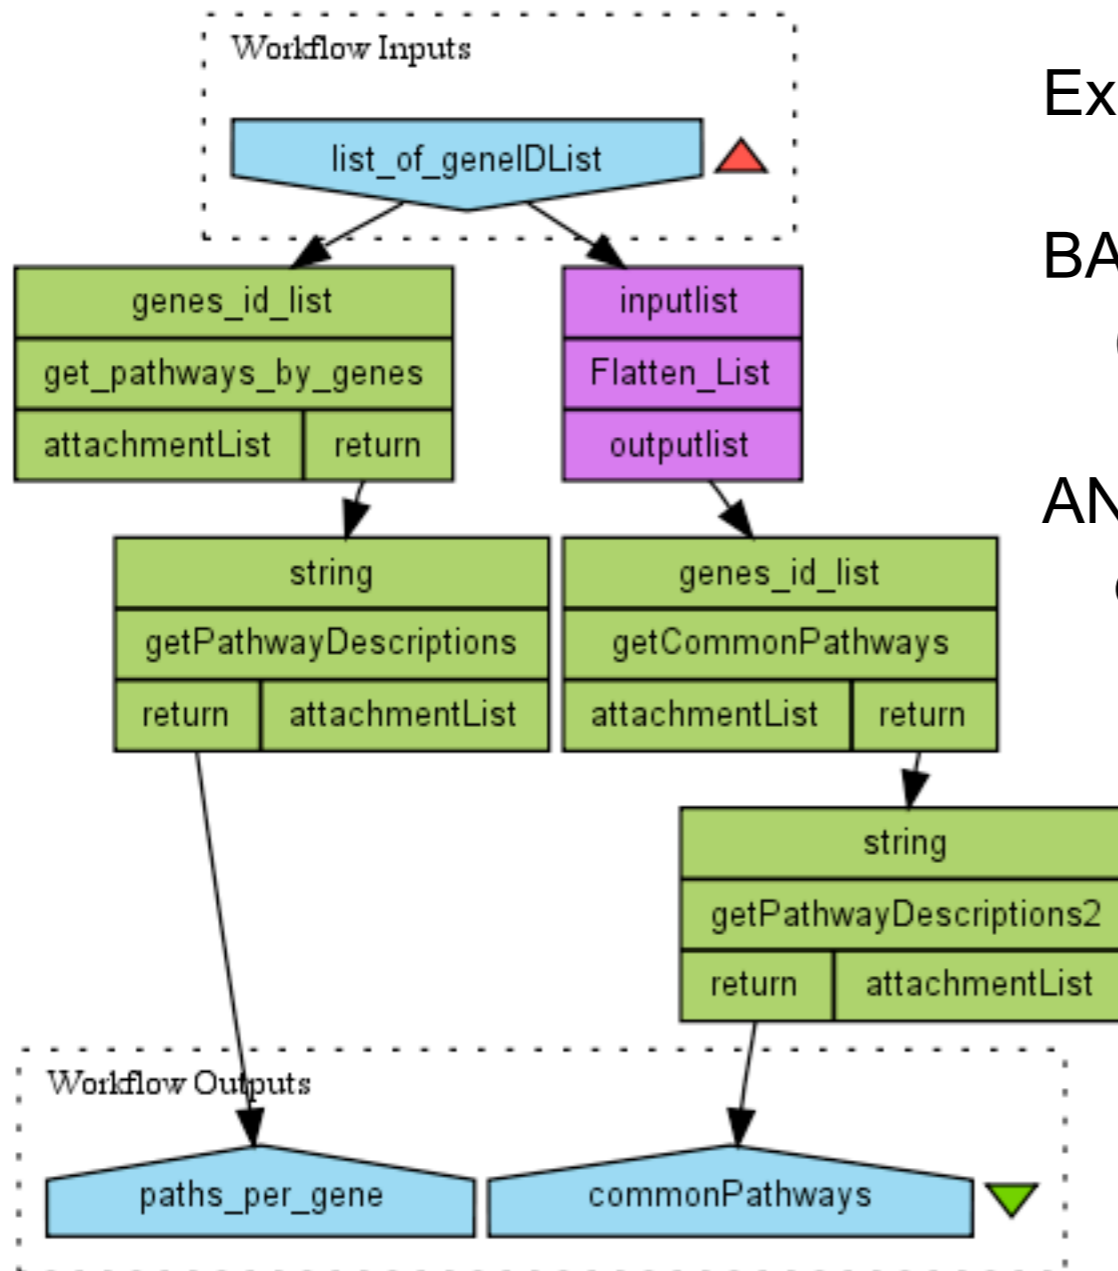 Workflow Inputs
list_of_geneIDList
genes_id_list
get_pathways_by_genes
attachmentList return
inputlist
Flatten_List
outputlist
string
getPathwayDescriptions
return attachmentList
genes_id_list
getCommonPathways
attachmentList return
string
getPathwayDescriptions2
return attachmentList
Workflow Outputs
paths_per_gene
commonPathways
Ex
BA
AN